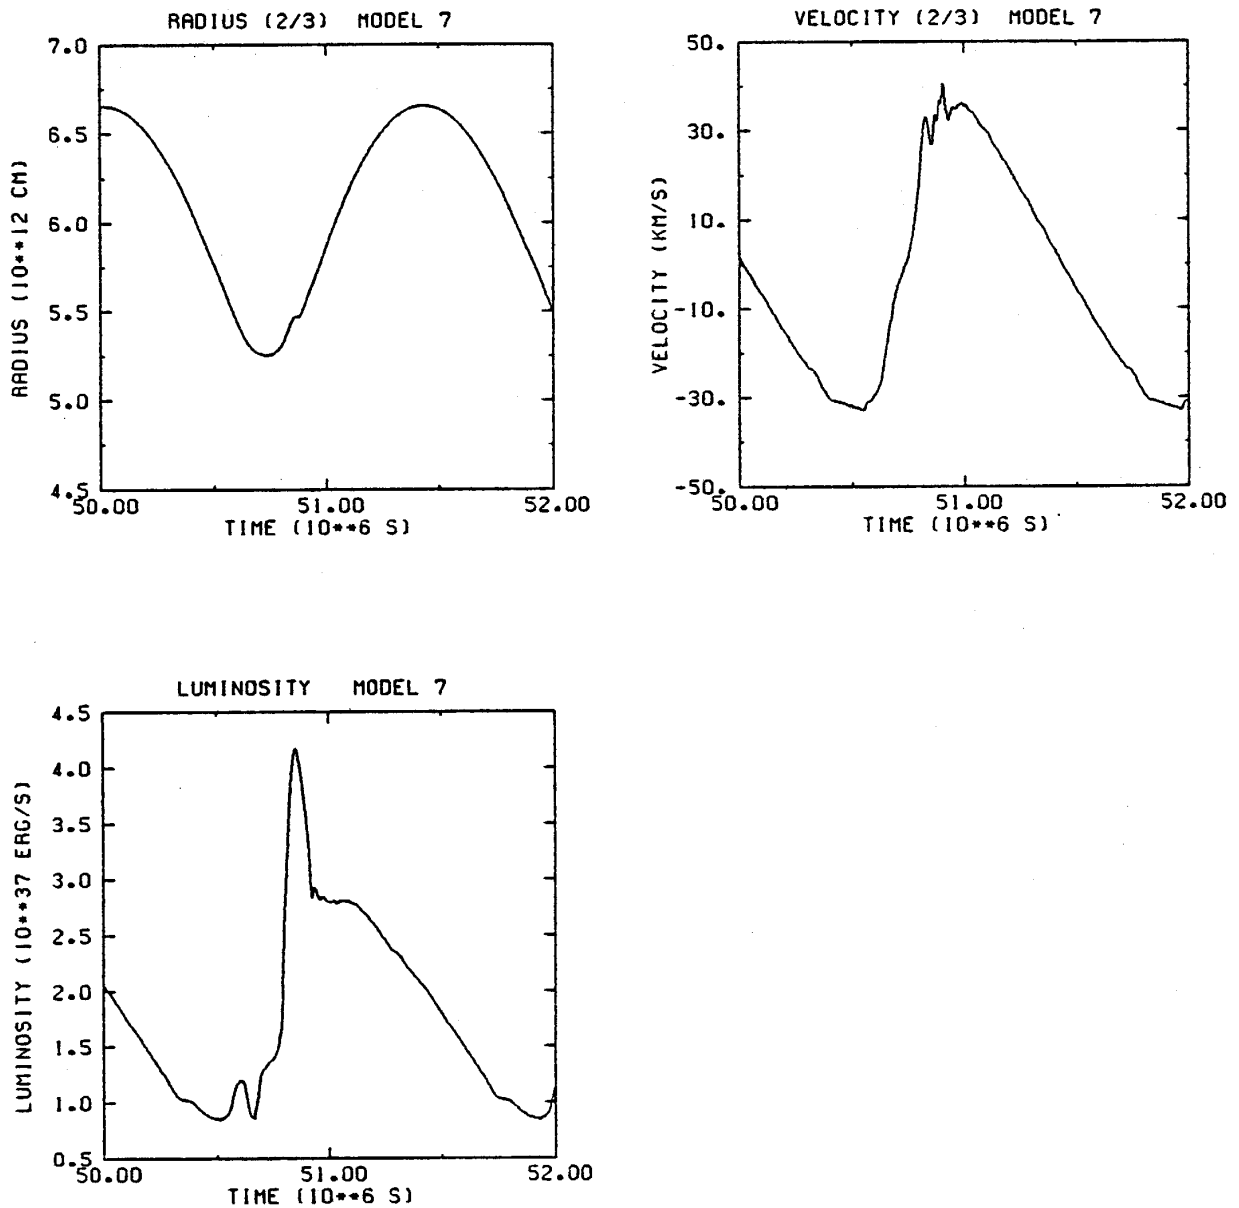 RADIUS (2/3) MODEL 7
7.0
6.5
6.0
5.5
5.0
4.5
RADIUS (10**12 CM)
50.00 51.00 52.00
TIME (10**6 S)
VELOCITY (2/3) MODEL 7
50.
30.
10.
-10.
-30.
-50.
VELOCITY (KM/S)
50.00 51.00 52.00
TIME (10**6 S)
LUMINOSITY MODEL 7
4.5
4.0
3.5
3.0
2.5
2.0
1.5
1.0
0.5
LUMINOSITY (10**37 ERG/S)
50.00 51.00 52.00
TIME (10**6 S)